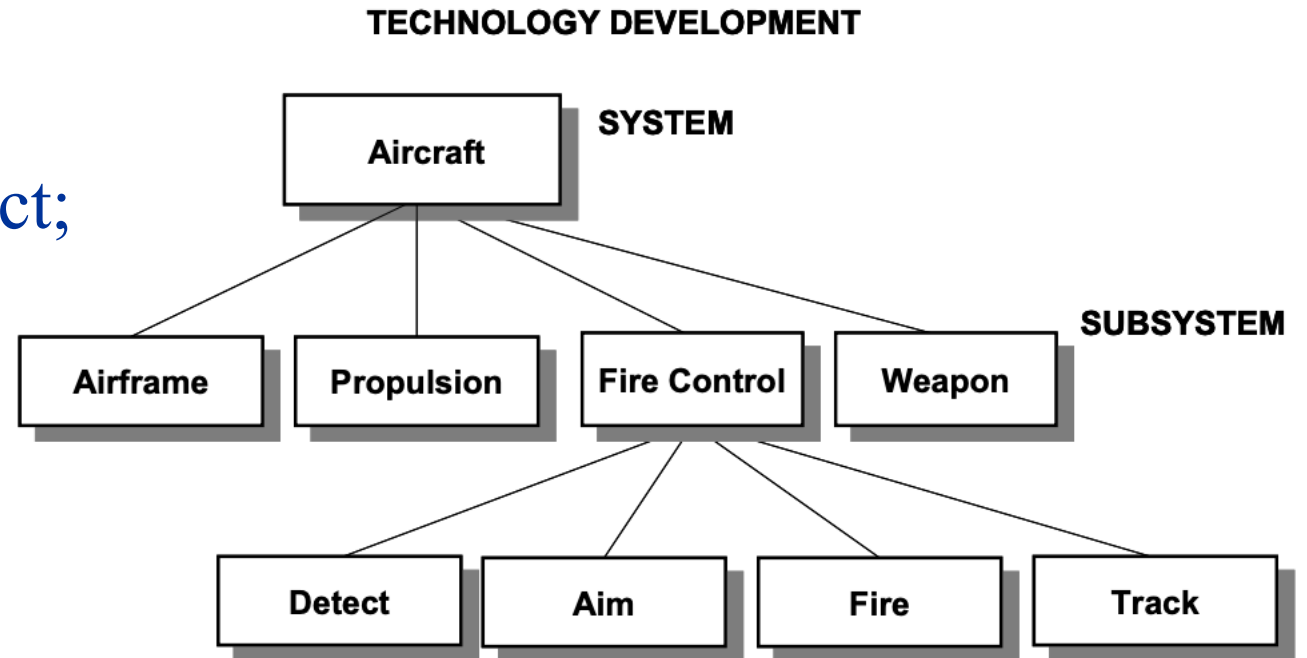 TECHNOLOGY DEVELOPMENT
SYSTEM
Aircraft
ct;
SUBSYSTEM
Airframe
Propulsion
Fire Control
Weapon
Detect
Aim
Fire
Track